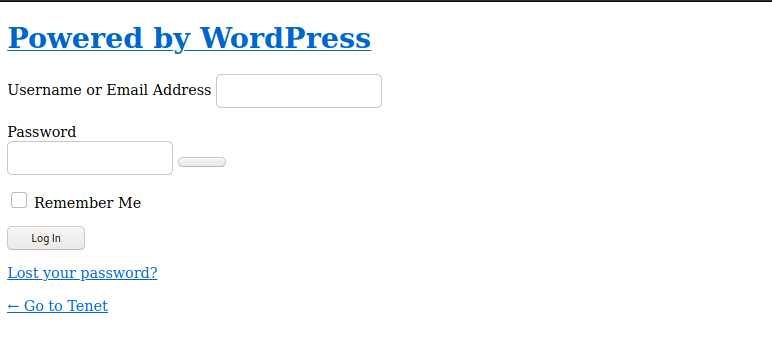 Powered by WordPress
Username or Email Address
Password
Remember Me
Log In
Lost your password?
← Go to Tenet